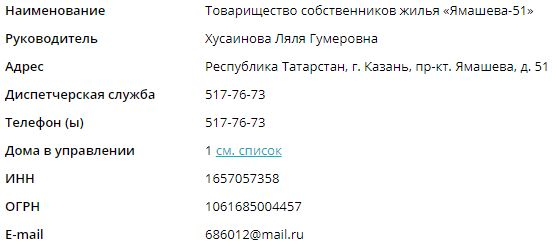 Наименование Товарищество собственников жилья «Ямашева-51»
Руководитель Хусаинова Ляля Гумеровна
Адрес Республика Татарстан, г. Казань, пр-кт. Ямашева, д. 51
Диспетчерская служба 517-76-73
Телефон (ы) 517-76-73
Дома в управлении 1 см. список
ИНН 1657057358
ОГРН 1061685004457
E-mail 686012@mail.ru